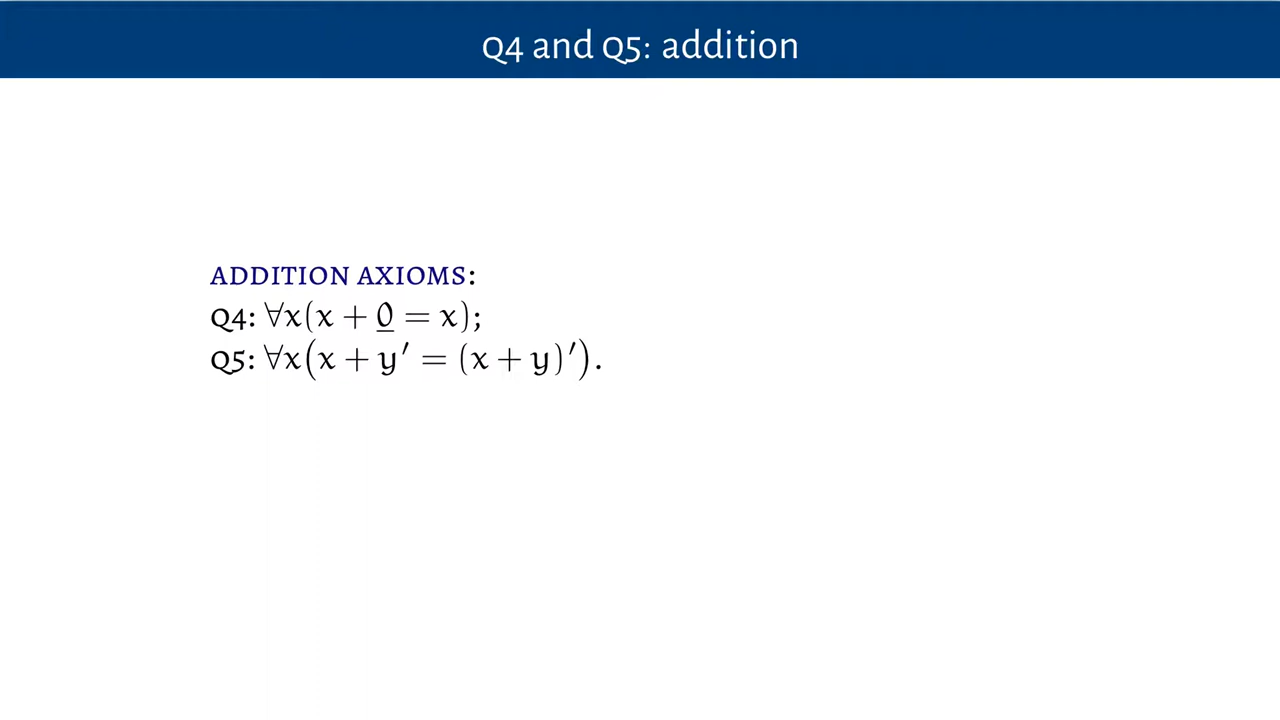 Q4 and Q5: addition
ADDITION AXIOMS:
Q4: ∀x(x + 0̲ = x);
Q5: ∀x(x + y′ = (x + y)′).